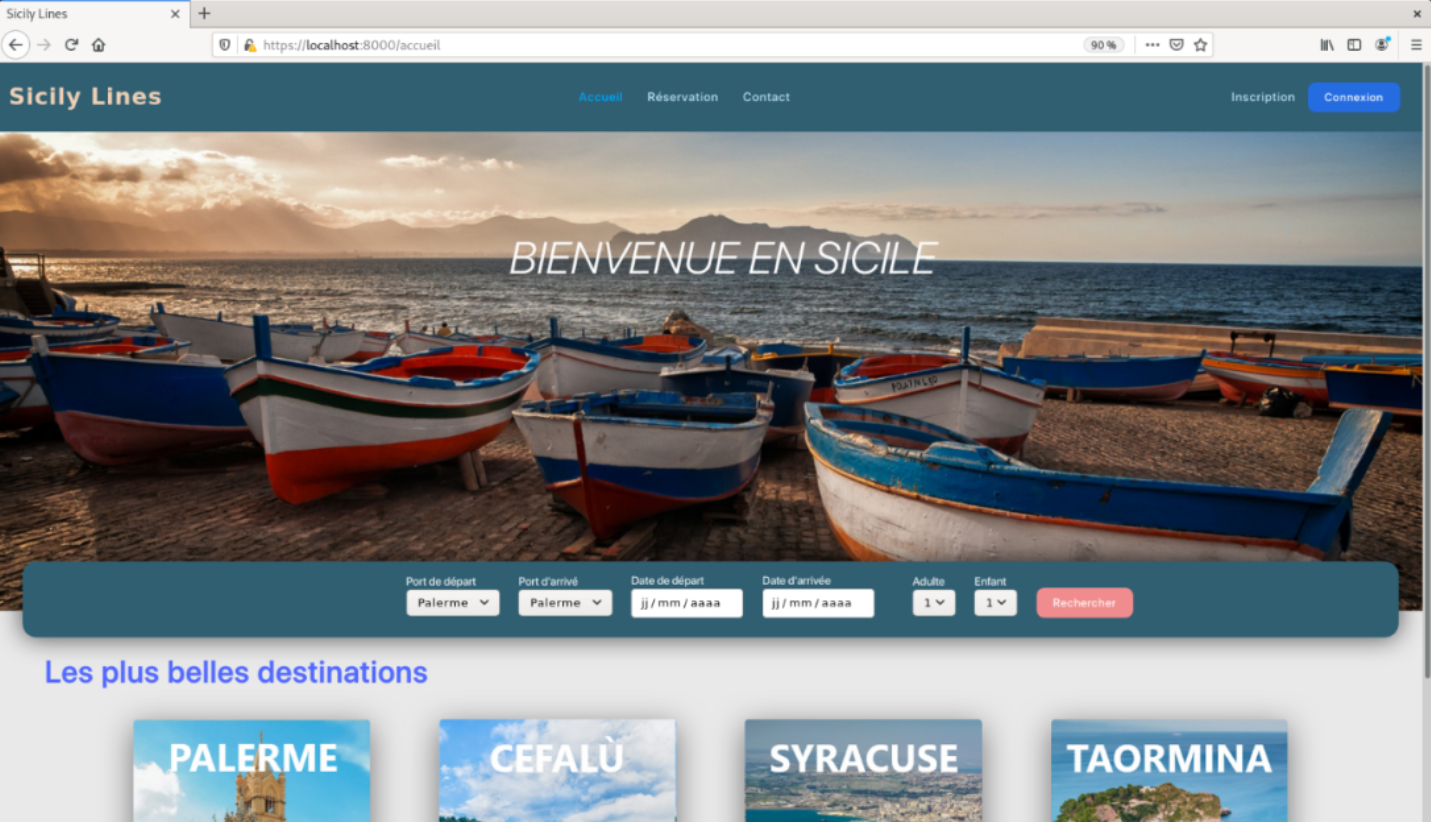 Sicily Lines
https://localhost:8000/accueil
90 %
Sicily Lines
Accueil Réservation Contact
Inscription Connexion
BIENVENUE EN SICILE
Port de départ Port d'arrivé Date de départ Date d'arrivée Adulte Enfant
Palerme Palerme jj/mm/aaaa jj/mm/aaaa 1 1 Rechercher
Les plus belles destinations
PALERME CEFALÙ SYRACUSE TAORMINA